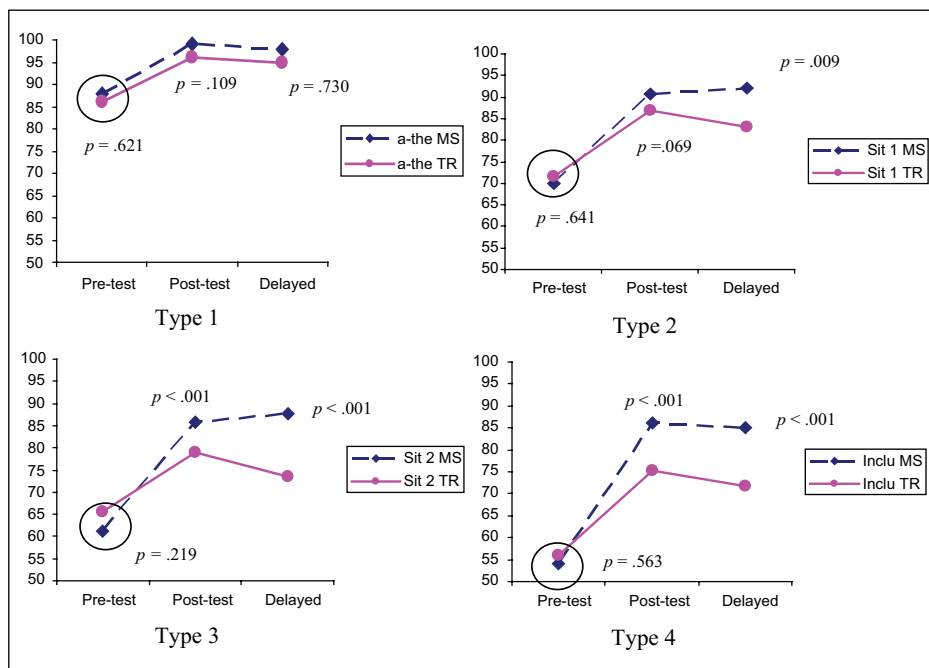 100
95
90
85
80
75
70
65
60
55
50
p = .621
p = .109
p = .730
a-the MS
a-the TR
Pre-test Post-test Delayed
Type 1
100
95
90
85
80
75
70
65
60
55
50
p = .009
p =.069
p = .641
Sit 1 MS
Sit 1 TR
Pre-test Post-test Delayed
Type 2
100
95
90
85
80
75
70
65
60
55
50
p < .001
p < .001
p = .219
Sit 2 MS
Sit 2 TR
Pre-test Post-test Delayed
Type 3
100
95
90
85
80
75
70
65
60
55
50
p < .001
p < .001
p = .563
Inclu MS
Inclu TR
Pre-test Post-test Delayed
Type 4